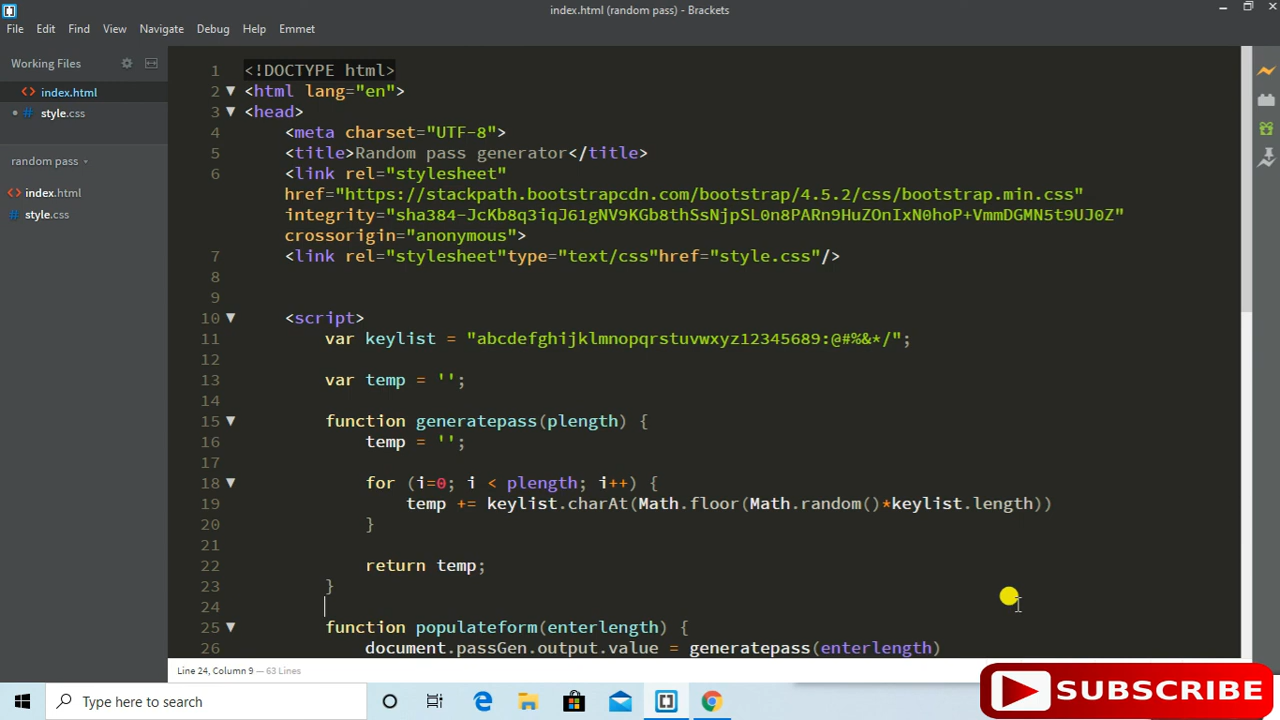 index.html (random pass) - Brackets
File Edit Find View Navigate Debug Help Emmet
Working Files
index.html
style.css
random pass
index.html
style.css
1 <!DOCTYPE html>
2 <html lang="en">
3 <head>
4 <meta charset="UTF-8">
5 <title>Random pass generator</title>
6 <link rel="stylesheet"
href="https://stackpath.bootstrapcdn.com/bootstrap/4.5.2/css/bootstrap.min.css"
integrity="sha384-JcKb8q3iqJ61gNV9KGb8thSsNjpSL0n8PARn9HuZOnIxN0hoP+VmmDGMN5t9UJ0Z"
crossorigin="anonymous">
7 <link rel="stylesheet"type="text/css"href="style.css"/>
8
9
10 <script>
11 var keylist = "abcdefghijklmnopqrstuvwxyz12345689:@#%&*/";
12
13 var temp = '';
14
15 function generatepass(plength) {
16 temp = '';
17
18 for (i=0; i < plength; i++) {
19 temp += keylist.charAt(Math.floor(Math.random()*keylist.length))
20 }
21
22 return temp;
23 }
24
25 function populateform(enterlength) {
26 document.passGen.output.value = generatepass(enterlength)
Line 24, Column 9 — 63 Lines
SUBSCRIBE
Type here to search